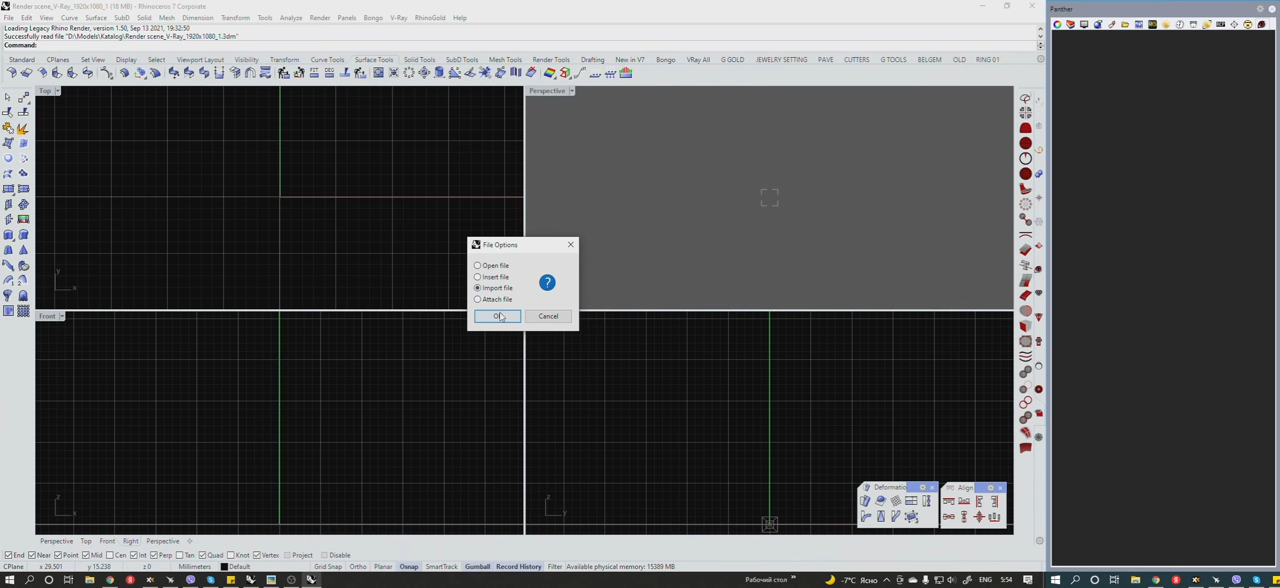 Render scene_V-Ray_1920x1080_1 (18 MB) - Rhinoceros 7 Corporate
File Edit View Curve Surface SubD Solid Mesh Dimension Transform Tools Analyze Render Panels Bongo V-Ray RhinoGold Help
Loading Legacy Rhino Render, version 1.50, Sep 13 2021, 19:32:50
Successfully read file "D:\Models\Katalog\Render scene_V-Ray_1920x1080_1.3dm"
Command:
Standard CPlanes Set View Display Select Viewport Layout Visibility Transform Curve Tools Surface Tools Solid Tools SubD Tools Mesh Tools Render Tools Drafting New in V7 Bongo VRay All G GOLD JEWELRY SETTING PAVE CUTTERS G TOOLS BELGEM OLD RING 01
Panther
Top
Perspective
File Options
Open file
Insert file
Import file
Attach file
Cancel
Front
y
x
z
x
z
y
Deformatio
Align
Perspective Top Front Right Perspective
End Near Point Mid Cen Int Perp Tan Quad Knot Vertex Project Disable
CPlane x 29.501 y 15.238 z 0 Millimeters Default Grid Snap Ortho Planar Osnap SmartTrack Gumball Record History Filter Available physical memory: 15389 MB
Рабочий стол -7°C Ясно ENG 5:54
ENG 5:54